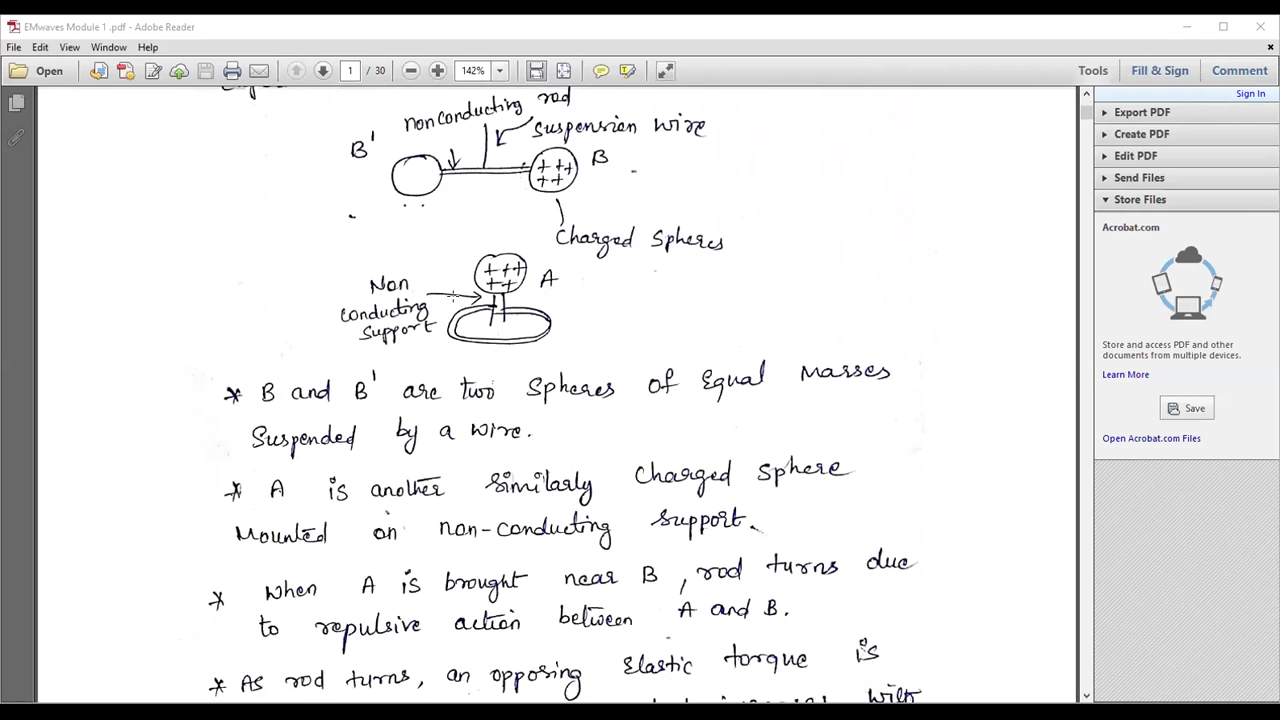 EMwaves Module 1 .pdf - Adobe Reader
File Edit View Window Help
Open 1 / 30 142% Tools Fill & Sign Comment
Sign In
Export PDF
Create PDF
Edit PDF
Send Files
Store Files
Acrobat.com
Store and access PDF and other
documents from multiple devices.
Learn More
Save
Open Acrobat.com Files
Nonconducting rod
suspension wire
B'
B
Charged Spheres
A
Non
conducting
support
* B and B' are two Spheres of Equal Masses
Suspended by a wire.
* A is another similarly Charged Sphere
Mounted on non-conducting support.
* When A is brought near B, rod turns due
to repulsive action between A and B.
* As rod turns, an opposing Elastic torque is
with